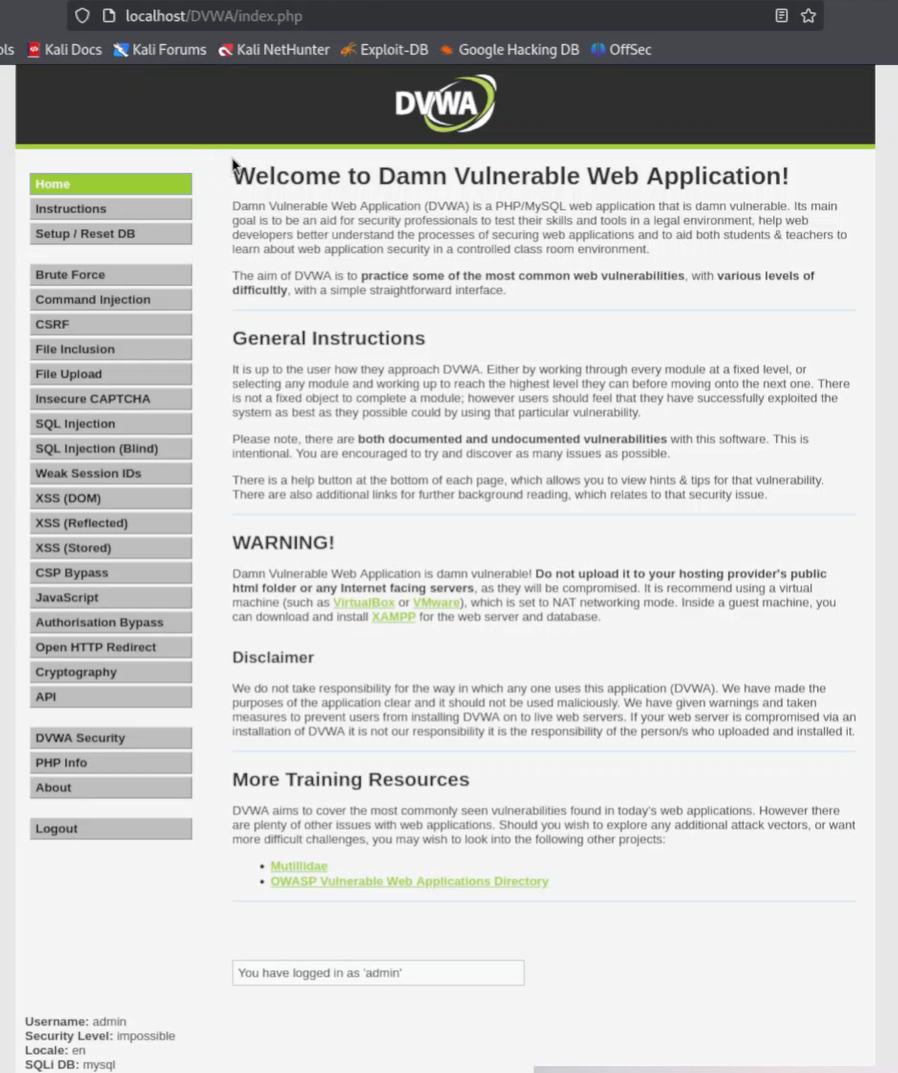 localhost/DVWA/index.php
ols Kali Docs Kali Forums Kali NetHunter Exploit-DB Google Hacking DB OffSec
DVWA
Home
Instructions
Setup / Reset DB
Brute Force
Command Injection
CSRF
File Inclusion
File Upload
Insecure CAPTCHA
SQL Injection
SQL Injection (Blind)
Weak Session IDs
XSS (DOM)
XSS (Reflected)
XSS (Stored)
CSP Bypass
JavaScript
Authorisation Bypass
Open HTTP Redirect
Cryptography
API
DVWA Security
PHP Info
About
Logout
Welcome to Damn Vulnerable Web Application!
Damn Vulnerable Web Application (DVWA) is a PHP/MySQL web application that is damn vulnerable. Its main
goal is to be an aid for security professionals to test their skills and tools in a legal environment, help web
developers better understand the processes of securing web applications and to aid both students & teachers to
learn about web application security in a controlled class room environment.
The aim of DVWA is to practice some of the most common web vulnerabilities, with various levels of
difficultly, with a simple straightforward interface.
General Instructions
It is up to the user how they approach DVWA. Either by working through every module at a fixed level, or
selecting any module and working up to reach the highest level they can before moving onto the next one. There
is not a fixed object to complete a module; however users should feel that they have successfully exploited the
system as best as they possible could by using that particular vulnerability.
Please note, there are both documented and undocumented vulnerabilities with this software. This is
intentional. You are encouraged to try and discover as many issues as possible.
There is a help button at the bottom of each page, which allows you to view hints & tips for that vulnerability.
There are also additional links for further background reading, which relates to that security issue.
WARNING!
Damn Vulnerable Web Application is damn vulnerable! Do not upload it to your hosting provider's public
html folder or any Internet facing servers, as they will be compromised. It is recommend using a virtual
machine (such as VirtualBox or VMware), which is set to NAT networking mode. Inside a guest machine, you
can download and install XAMPP for the web server and database.
Disclaimer
We do not take responsibility for the way in which any one uses this application (DVWA). We have made the
purposes of the application clear and it should not be used maliciously. We have given warnings and taken
measures to prevent users from installing DVWA on to live web servers. If your web server is compromised via an
installation of DVWA it is not our responsibility it is the responsibility of the person/s who uploaded and installed it.
More Training Resources
DVWA aims to cover the most commonly seen vulnerabilities found in today's web applications. However there
are plenty of other issues with web applications. Should you wish to explore any additional attack vectors, or want
more difficult challenges, you may wish to look into the following other projects:
• Mutillidae
• OWASP Vulnerable Web Applications Directory
You have logged in as 'admin'
Username: admin
Security Level: impossible
Locale: en
SQLi DB: mysql